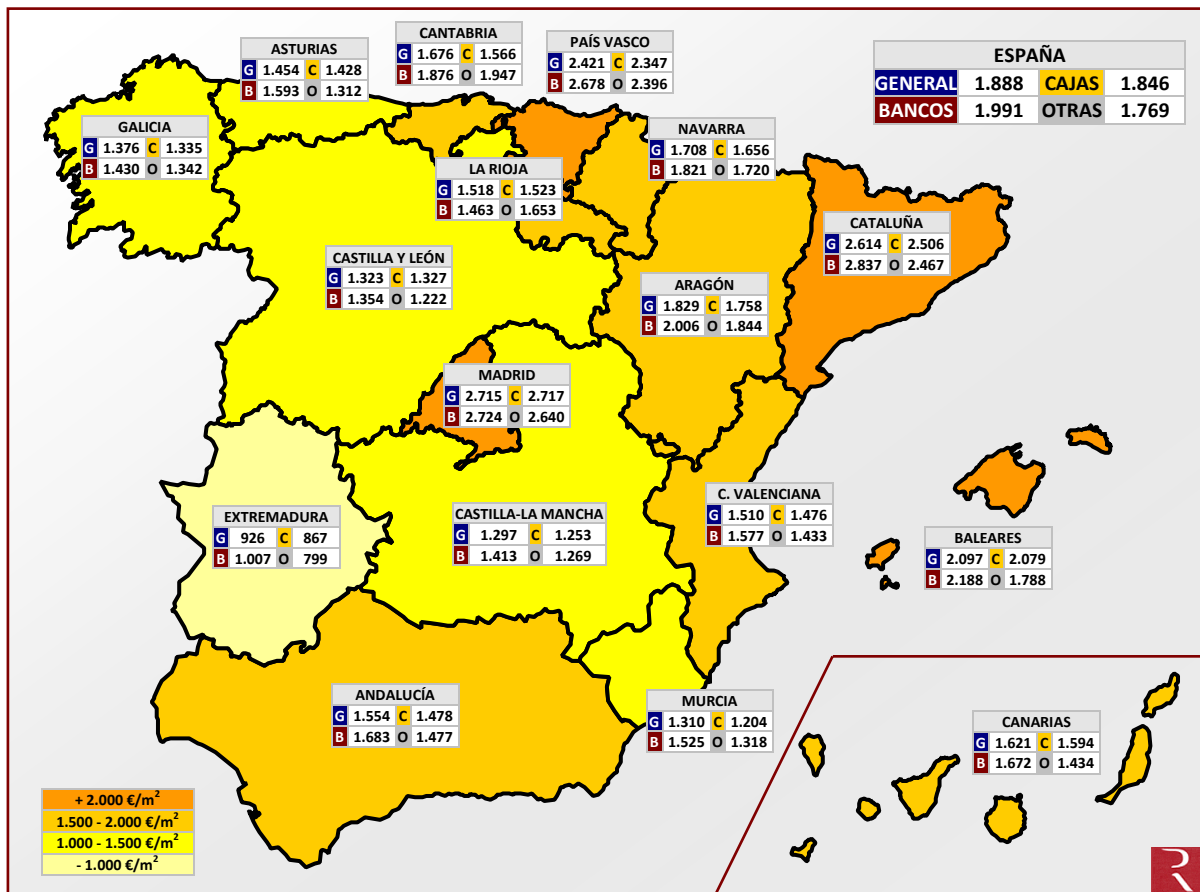 ASTURIAS
G 1.454 C 1.428
B 1.593 O 1.312
CANTABRIA
G 1.676 C 1.566
B 1.876 O 1.947
PAÍS VASCO
G 2.421 C 2.347
B 2.678 O 2.396
ESPAÑA
GENERAL 1.888 CAJAS 1.846
BANCOS 1.991 OTRAS 1.769
GALICIA
G 1.376 C 1.335
B 1.430 O 1.342
NAVARRA
G 1.708 C 1.656
B 1.821 O 1.720
LA RIOJA
G 1.518 C 1.523
B 1.463 O 1.653
CATALUÑA
G 2.614 C 2.506
B 2.837 O 2.467
CASTILLA Y LEÓN
G 1.323 C 1.327
B 1.354 O 1.222
ARAGÓN
G 1.829 C 1.758
B 2.006 O 1.844
MADRID
G 2.715 C 2.717
B 2.724 O 2.640
C. VALENCIANA
G 1.510 C 1.476
B 1.577 O 1.433
EXTREMADURA
G 926 C 867
B 1.007 O 799
CASTILLA-LA MANCHA
G 1.297 C 1.253
B 1.413 O 1.269
BALEARES
G 2.097 C 2.079
B 2.188 O 1.788
ANDALUCÍA
G 1.554 C 1.478
B 1.683 O 1.477
MURCIA
G 1.310 C 1.204
B 1.525 O 1.318
CANARIAS
G 1.621 C 1.594
B 1.672 O 1.434
+ 2.000 €/m²
1.500 - 2.000 €/m²
1.000 - 1.500 €/m²
- 1.000 €/m²
R